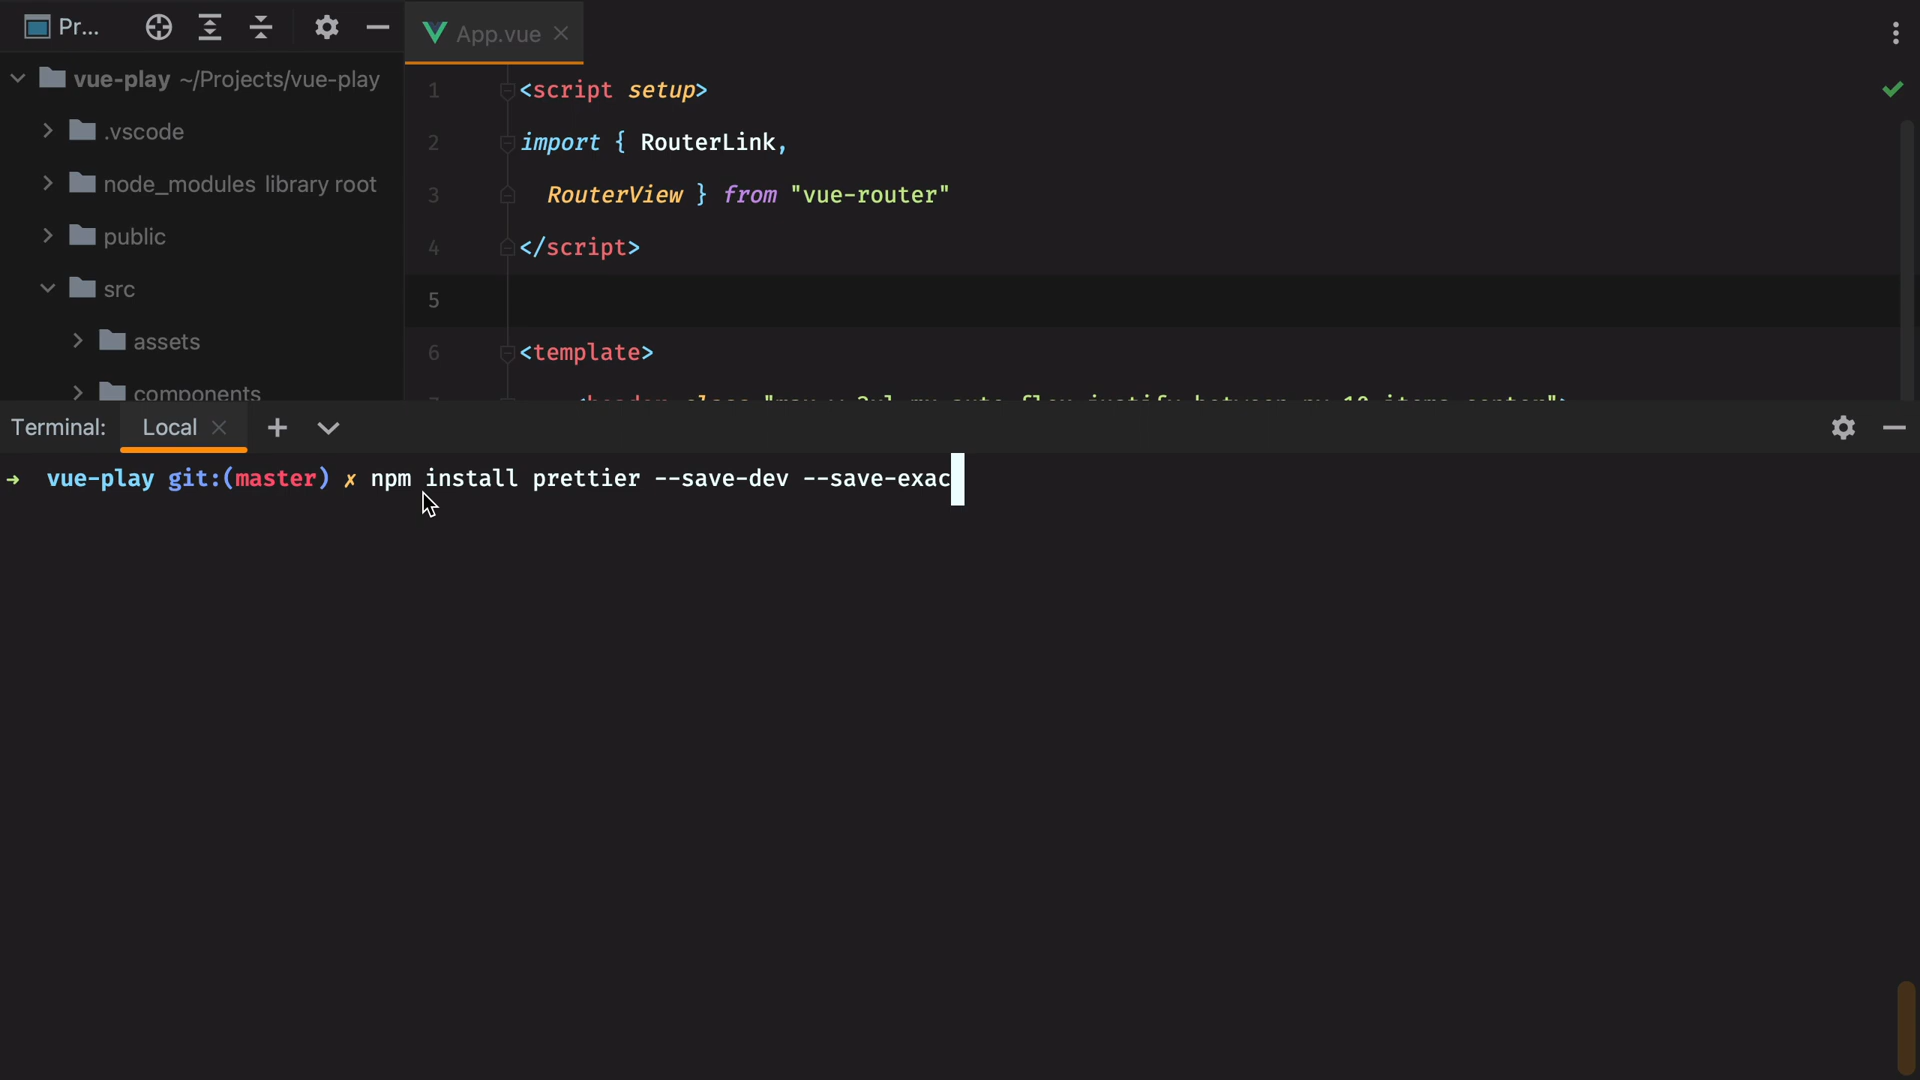 Pr...
App.vue
vue-play ~/Projects/vue-play
.vscode
node_modules library root
public
src
assets
components
1 <script setup>
2 import { RouterLink,
3 RouterView } from "vue-router"
4 </script>
5
6 <template>
Terminal: Local
→ vue-play git:(master) ✗ npm install prettier --save-dev --save-exac